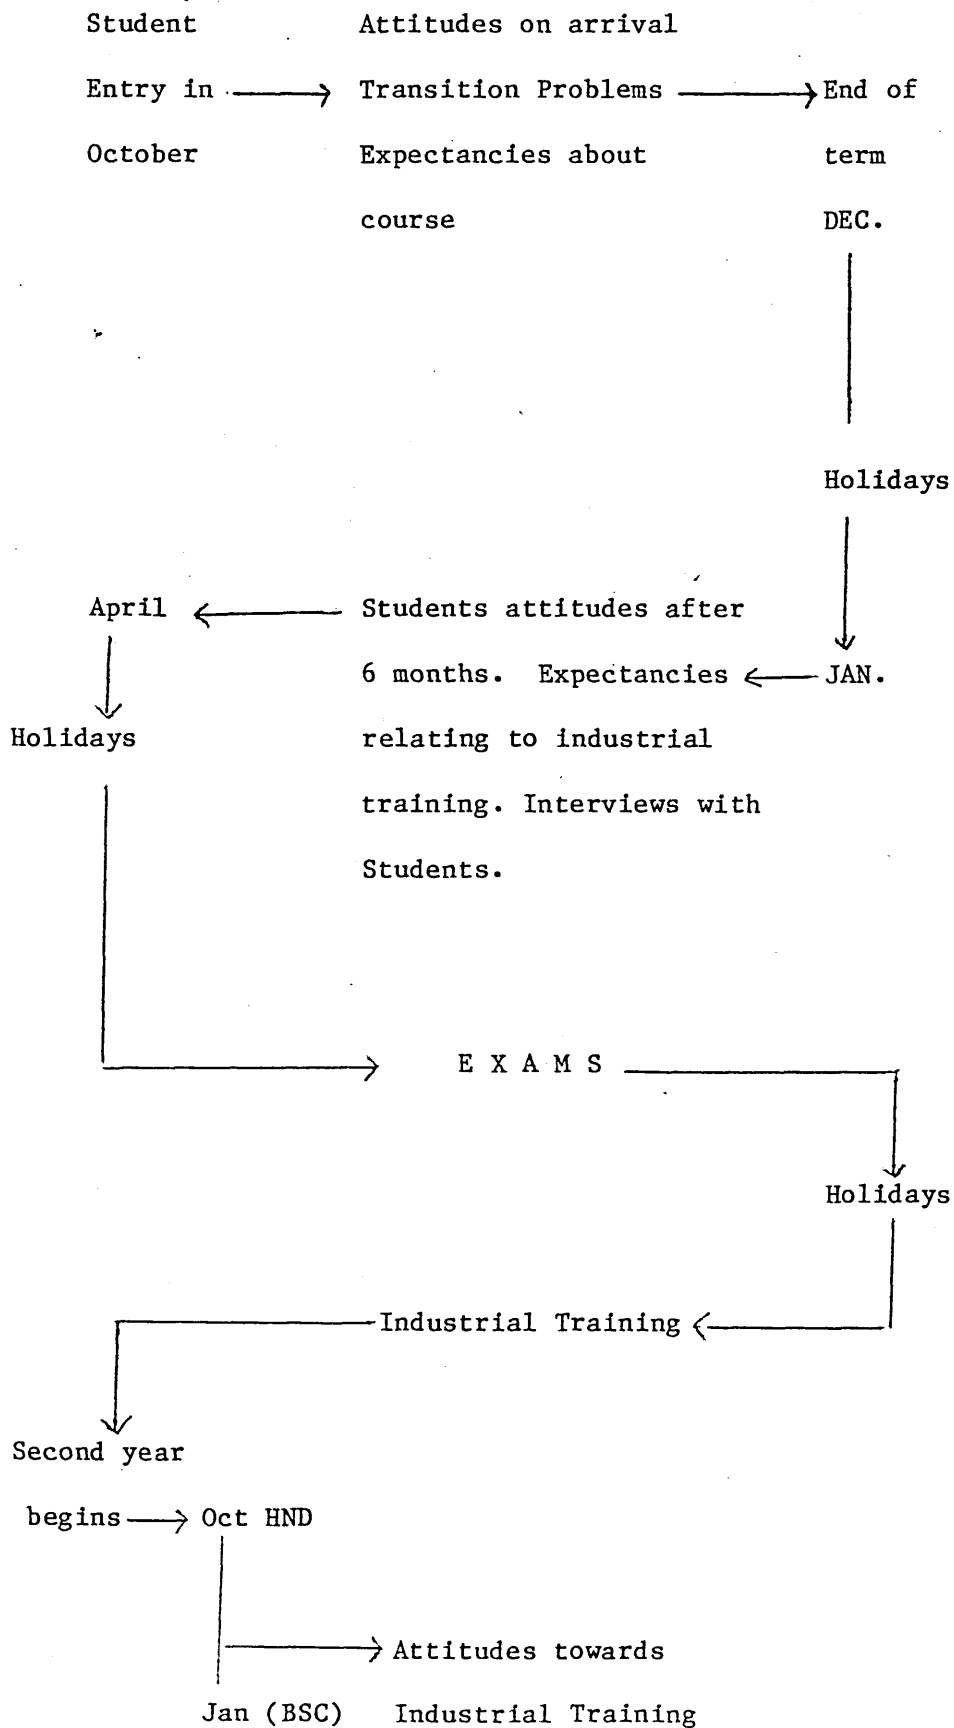 Student Attitudes on arrival
Entry in Transition Problems End of
October Expectancies about term
course DEC.
Holidays
April Students attitudes after
6 months. Expectancies JAN.
Holidays relating to industrial
training. Interviews with
Students.
E X A M S
Holidays
Industrial Training
Second year
begins Oct HND
Attitudes towards
Jan (BSC) Industrial Training